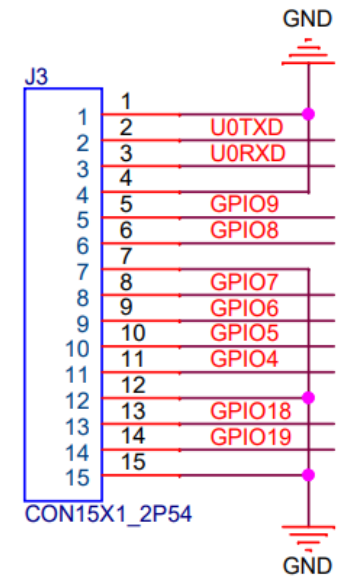 GND
J3
1 1
2 2 U0TXD
3 3 U0RXD
4 4
5 5 GPIO9
6 6 GPIO8
7 7
8 8 GPIO7
9 9 GPIO6
10 10 GPIO5
11 11 GPIO4
12 12
13 13 GPIO18
14 14 GPIO19
15 15
CON15X1_2P54
GND